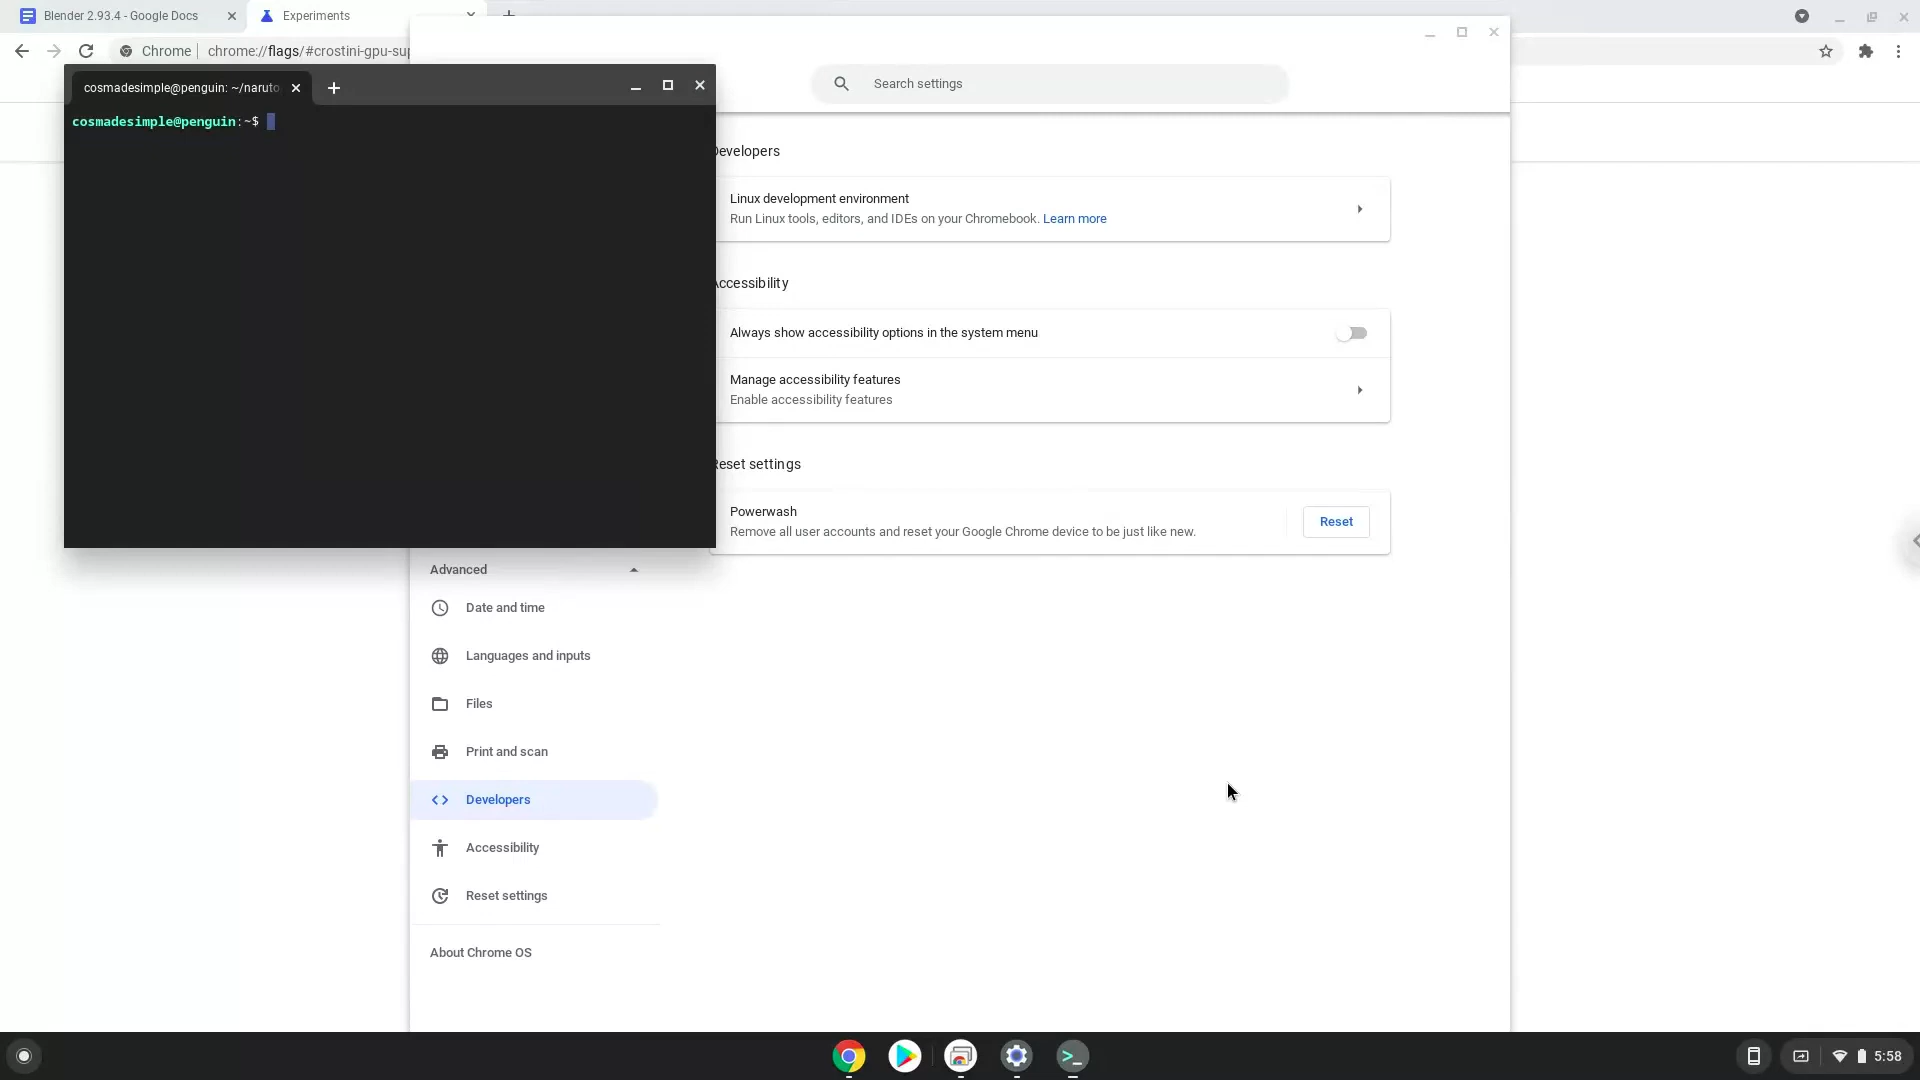 Blender 2.93.4 - Google Docs
Experiments
Chrome
chrome://flags/#crostini-gpu-sup
cosmadesimple@penguin: ~/naruto
cosmadesimple@penguin:~$
Search settings
Developers
Linux development environment
Run Linux tools, editors, and IDEs on your Chromebook. Learn more
Accessibility
Always show accessibility options in the system menu
Manage accessibility features
Enable accessibility features
Reset settings
Powerwash
Remove all user accounts and reset your Google Chrome device to be just like new.
Reset
Advanced
Date and time
Languages and inputs
Files
Print and scan
Developers
Accessibility
Reset settings
About Chrome OS
5:58